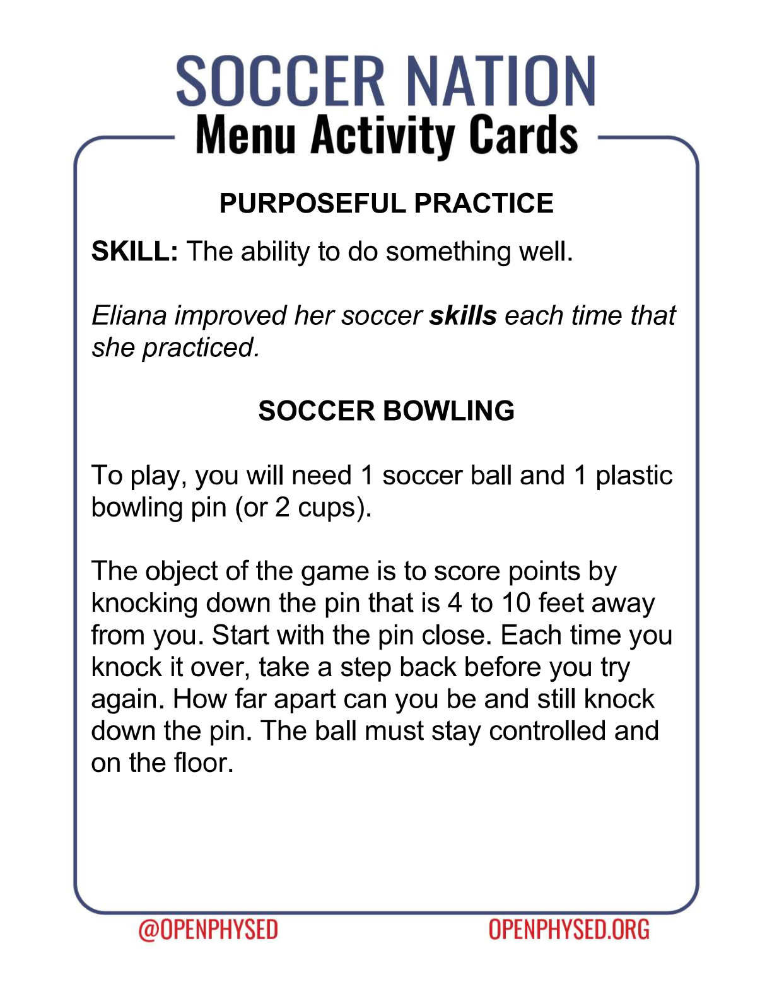 SOCCER NATION
Menu Activity Cards
PURPOSEFUL PRACTICE
SKILL: The ability to do something well.
Eliana improved her soccer skills each time that
she practiced.
SOCCER BOWLING
To play, you will need 1 soccer ball and 1 plastic
bowling pin (or 2 cups).
The object of the game is to score points by
knocking down the pin that is 4 to 10 feet away
from you. Start with the pin close. Each time you
knock it over, take a step back before you try
again. How far apart can you be and still knock
down the pin. The ball must stay controlled and
on the floor.
@OPENPHYSED
OPENPHYSED.ORG